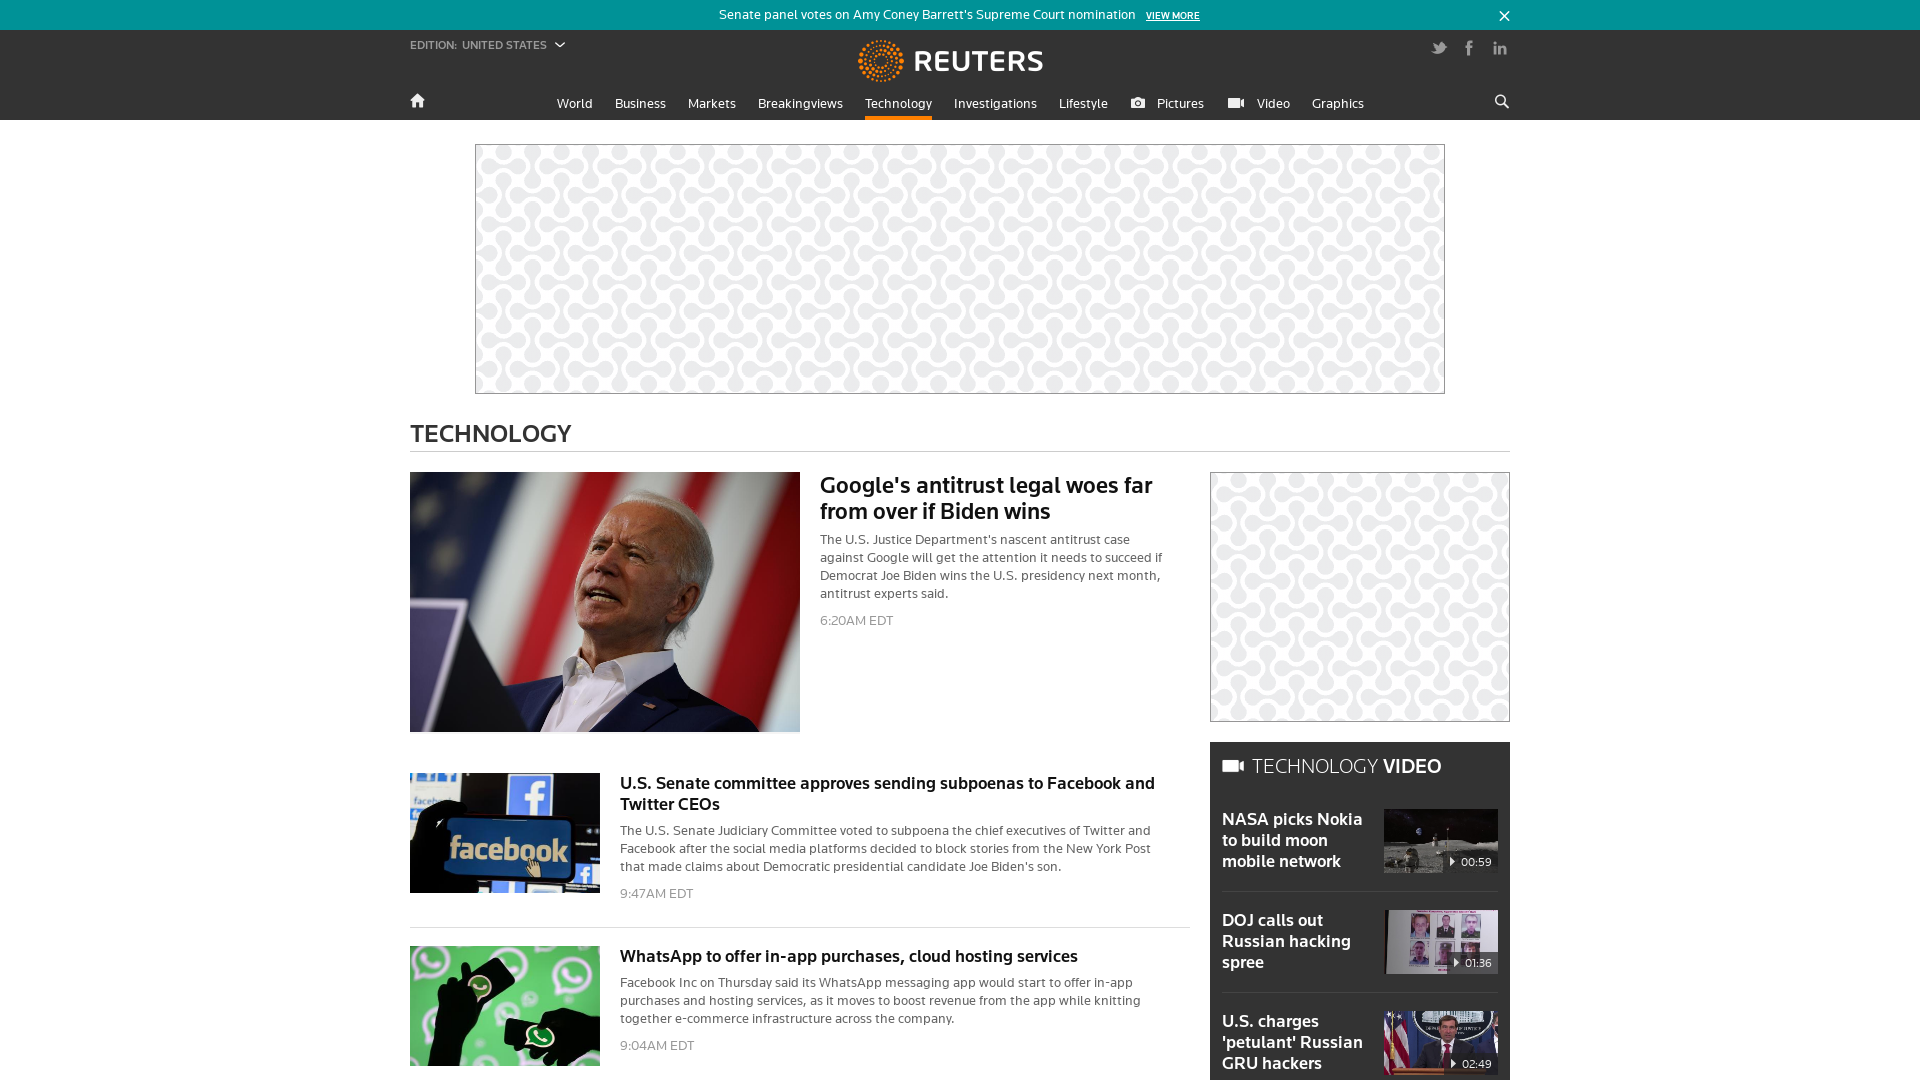 Senate panel votes on Amy Coney Barrett's Supreme Court nomination VIEW MORE
EDITION: UNITED STATES
REUTERS
World Business Markets Breakingviews Technology Investigations Lifestyle Pictures Video Graphics
TECHNOLOGY
Google's antitrust legal woes far
from over if Biden wins
The U.S. Justice Department's nascent antitrust case
against Google will get the attention it needs to succeed if
Democrat Joe Biden wins the U.S. presidency next month,
antitrust experts said.
6:20AM EDT
facebook
U.S. Senate committee approves sending subpoenas to Facebook and
Twitter CEOs
The U.S. Senate Judiciary Committee voted to subpoena the chief executives of Twitter and
Facebook after the social media platforms decided to block stories from the New York Post
that made claims about Democratic presidential candidate Joe Biden's son.
9:47AM EDT
WhatsApp to offer in-app purchases, cloud hosting services
Facebook Inc on Thursday said its WhatsApp messaging app would start to offer in-app
purchases and hosting services, as it moves to boost revenue from the app while knitting
together e-commerce infrastructure across the company.
9:04AM EDT
TECHNOLOGY VIDEO
NASA picks Nokia
to build moon
mobile network
00:59
DOJ calls out
Russian hacking
spree
01:36
U.S. charges
'petulant' Russian
GRU hackers
02:49